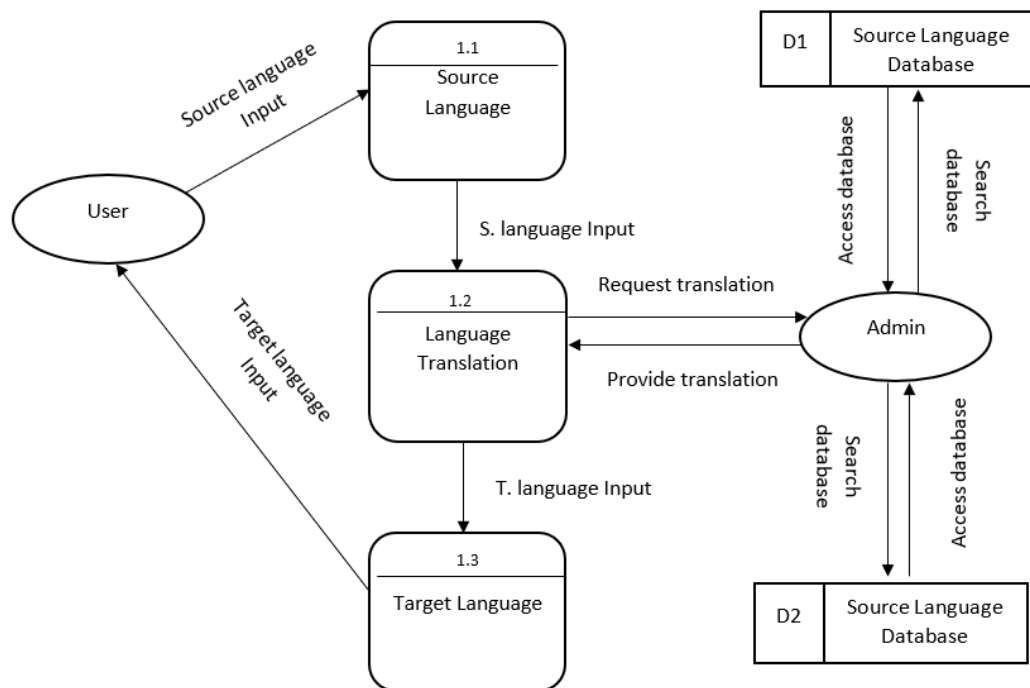 1.1
Source
Language
D1
Source Language
Database
Source language
Input
User
S. language Input
Access database
Search
database
1.2
Language
Translation
Request translation
Provide translation
Admin
Target language
Input
T. language Input
Search
database
Access database
1.3
Target Language
D2
Source Language
Database